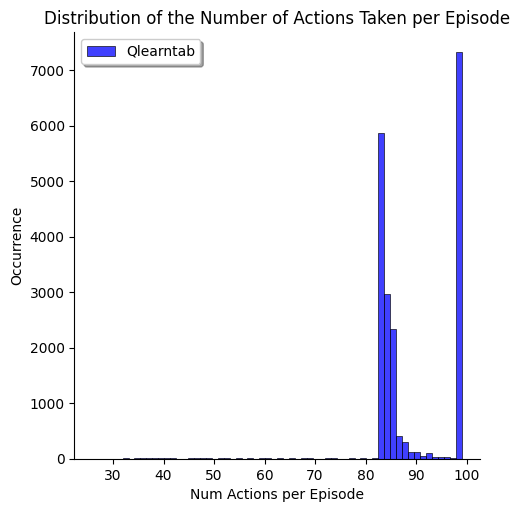 Distribution of the Number of Actions Taken per Episode
Qlearntab
7000
6000
5000
4000
3000
2000
1000
0
Occurrence
30 40 50 60 70 80 90 100
Num Actions per Episode